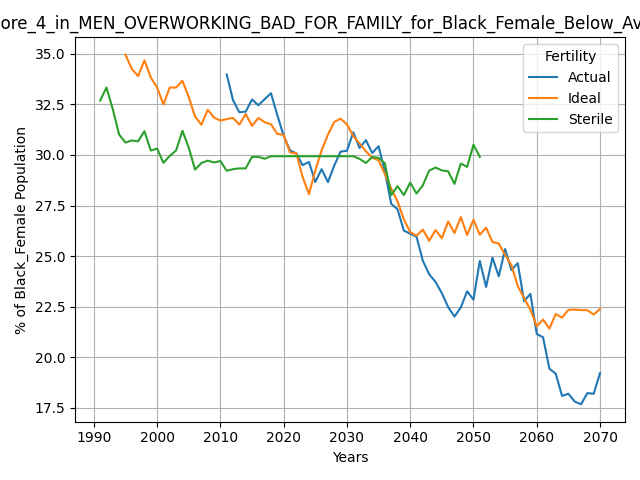 ore_4_in_MEN_OVERWORKING_BAD_FOR_FAMILY_for_Black_Female_Below_Av
Fertility
Actual
Ideal
Sterile
35.0
32.5
30.0
27.5
25.0
22.5
20.0
17.5
% of Black_Female Population
1990 2000 2010 2020 2030 2040 2050 2060 2070
Years